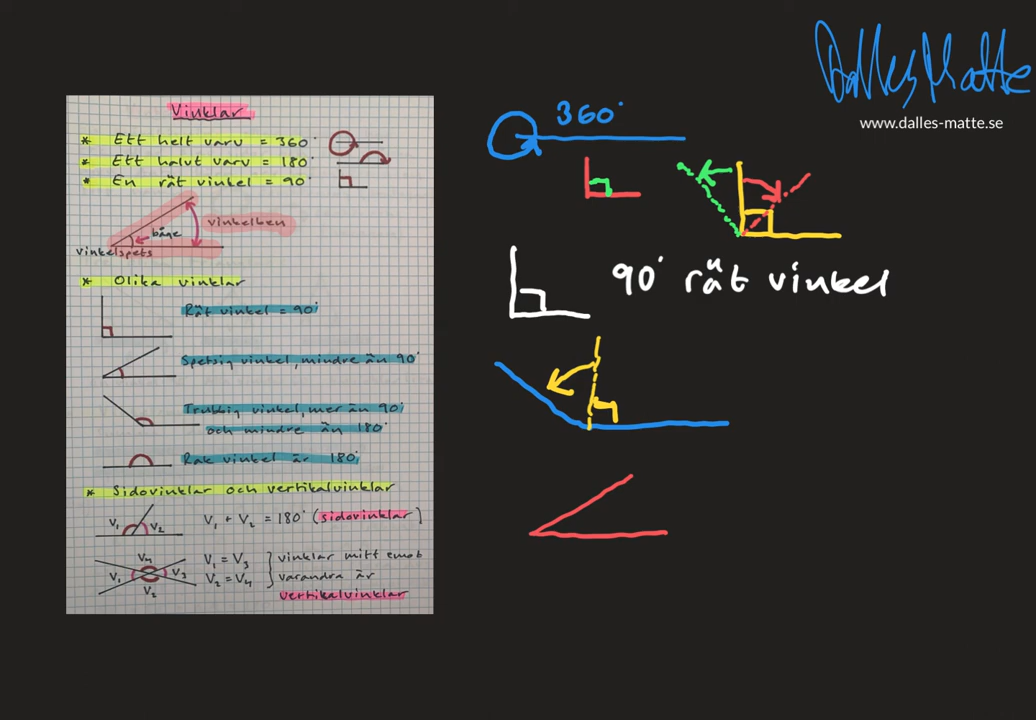 Dalles Matte
www.dalles-matte.se
Vinklar
* Ett helt varv = 360°
* Ett halvt varv = 180°
* En rät vinkel = 90°
vinkelben
båge
vinkelspets
* Olika vinklar
Rät vinkel = 90°
Spetsig vinkel, mindre än 90°
Trubbig vinkel, mer än 90°
och mindre än 180°
Rak vinkel är 180°
* Sidovinklar och vertikalvinklar
V₁ V₂ V₁ + V₂ = 180° (sidovinklar)
V₄
V₁ V₃ V₁ = V₃ } vinklar mitt emot
V₂ V₂ = V₄ varandra är
vertikalvinklar
360°
90° rät vinkel